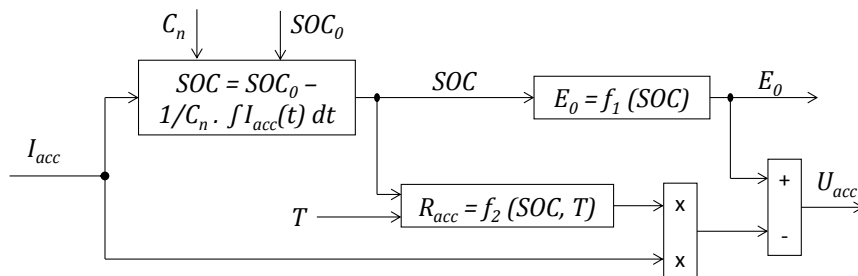 C_n
SOC_0
SOC = SOC_0 –
1/C_n . ∫I_acc(t) dt
SOC
E_0 = f_1 (SOC)
E_0
I_acc
T
R_acc = f_2 (SOC, T)
x
x
+
-
U_acc